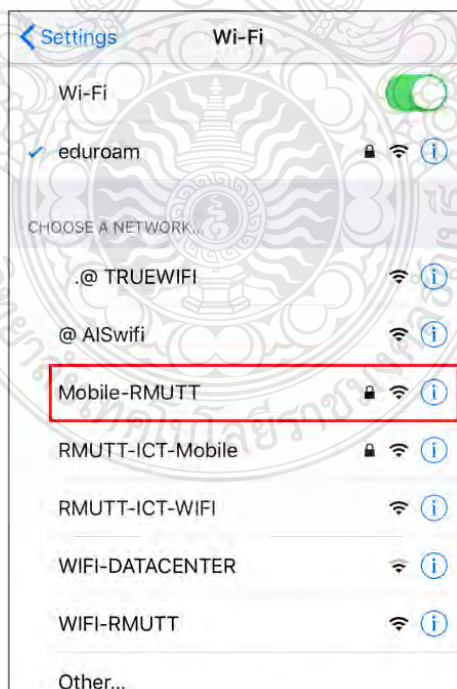 Settings Wi-Fi
Wi-Fi
eduroam
CHOOSE A NETWORK...
.@ TRUEWIFI
@ AISwifi
Mobile-RMUTT
RMUTT-ICT-Mobile
RMUTT-ICT-WIFI
WIFI-DATACENTER
WIFI-RMUTT
Other...